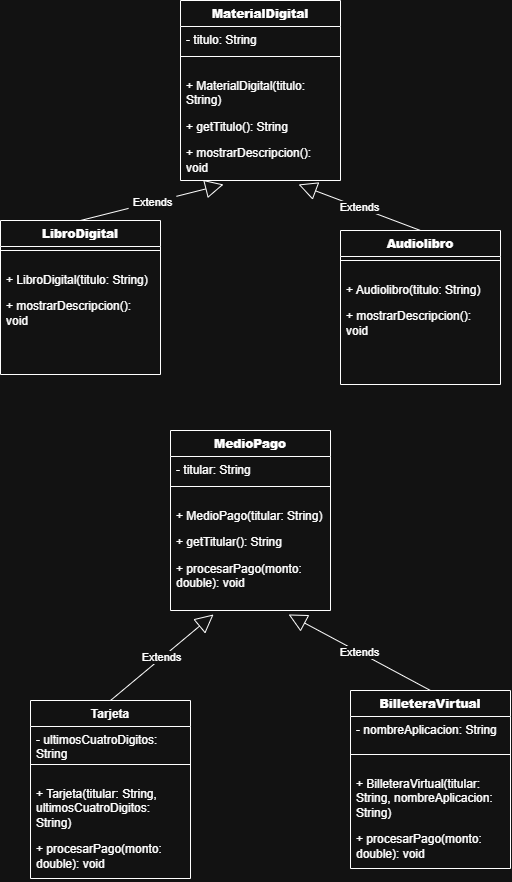 MaterialDigital
- titulo: String
+ MaterialDigital(titulo:
String)
+ getTitulo(): String
+ mostrarDescripcion():
void
Extends
Extends
LibroDigital
+ LibroDigital(titulo: String)
+ mostrarDescripcion():
void
Audiolibro
+ Audiolibro(titulo: String)
+ mostrarDescripcion():
void
MedioPago
- titular: String
+ MedioPago(titular: String)
+ getTitular(): String
+ procesarPago(monto:
double): void
Extends
Extends
Tarjeta
- ultimosCuatroDigitos:
String
+ Tarjeta(titular: String,
ultimosCuatroDigitos:
String)
+ procesarPago(monto:
double): void
BilleteraVirtual
- nombreAplicacion: String
+ BilleteraVirtual(titular:
String, nombreAplicacion:
String)
+ procesarPago(monto:
double): void